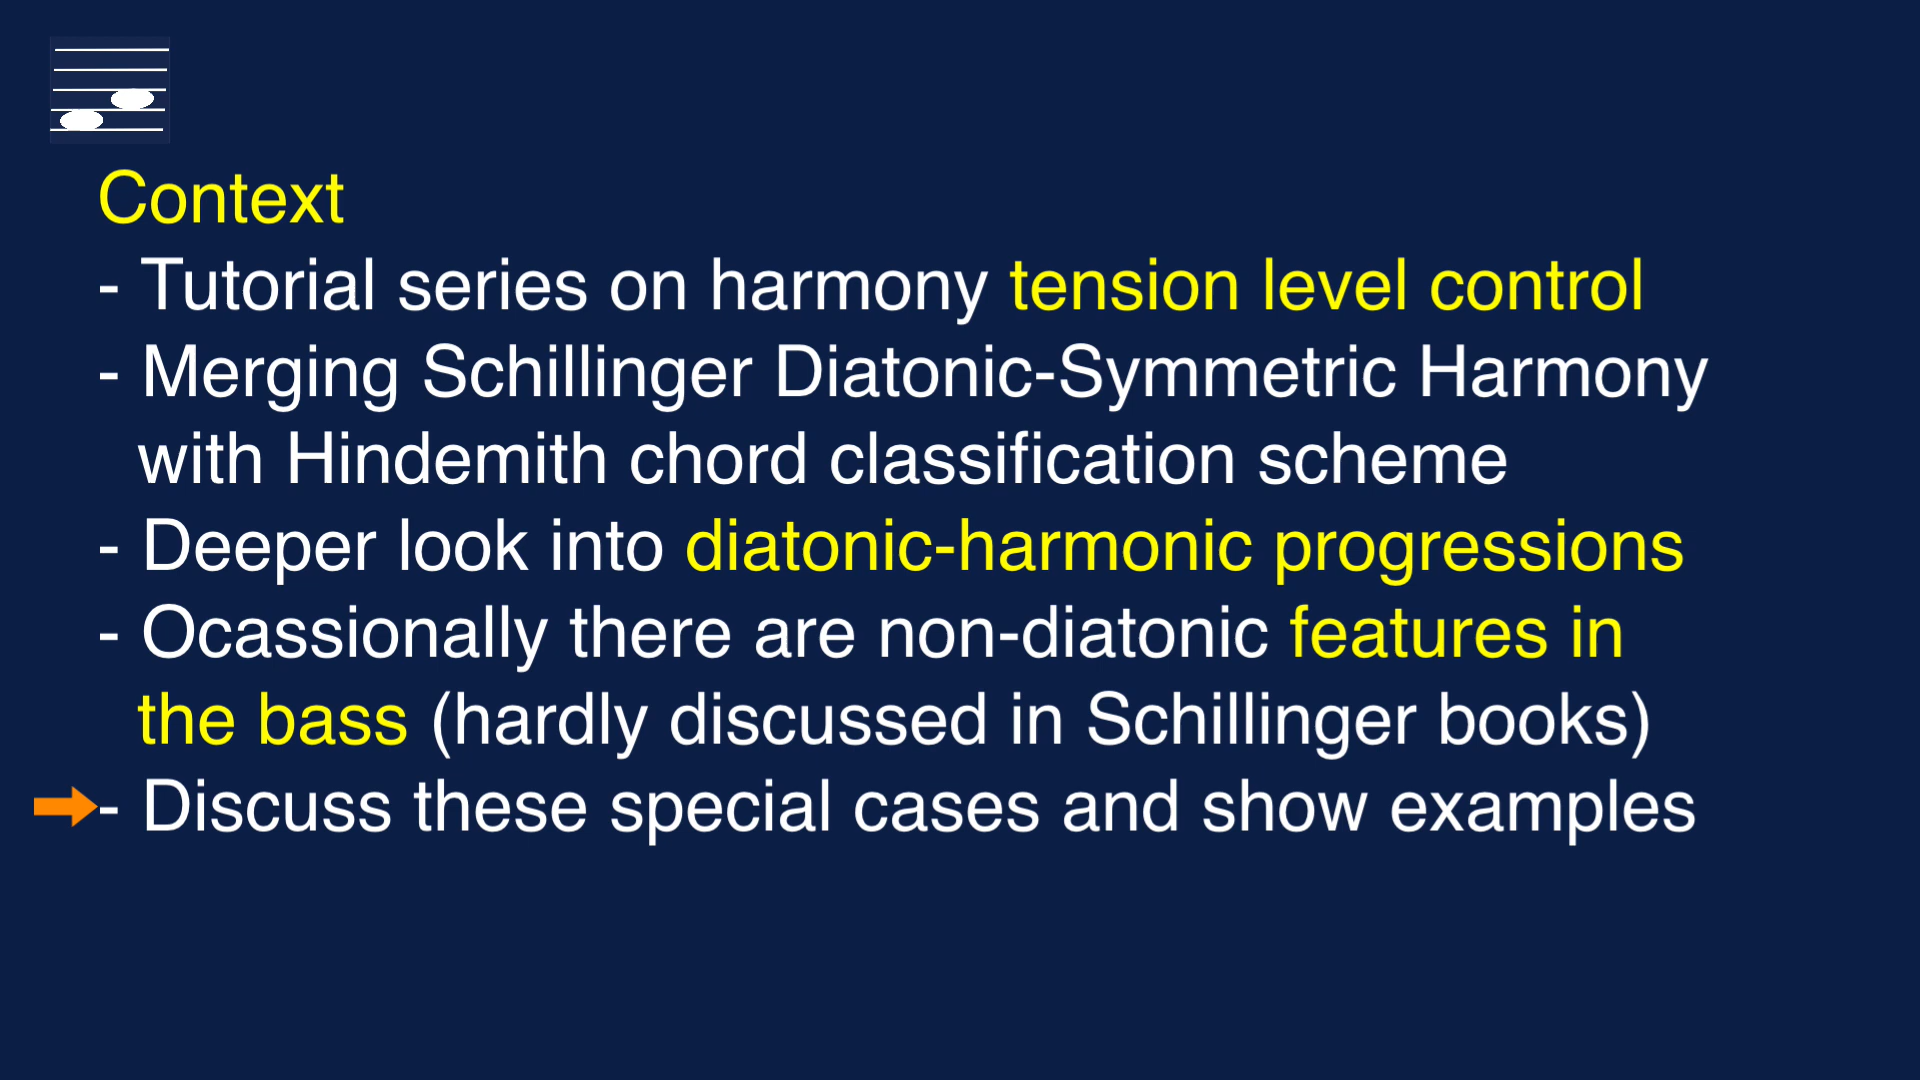 Context
- Tutorial series on harmony tension level control
- Merging Schillinger Diatonic-Symmetric Harmony
with Hindemith chord classification scheme
- Deeper look into diatonic-harmonic progressions
- Ocassionally there are non-diatonic features in
the bass (hardly discussed in Schillinger books)
- Discuss these special cases and show examples